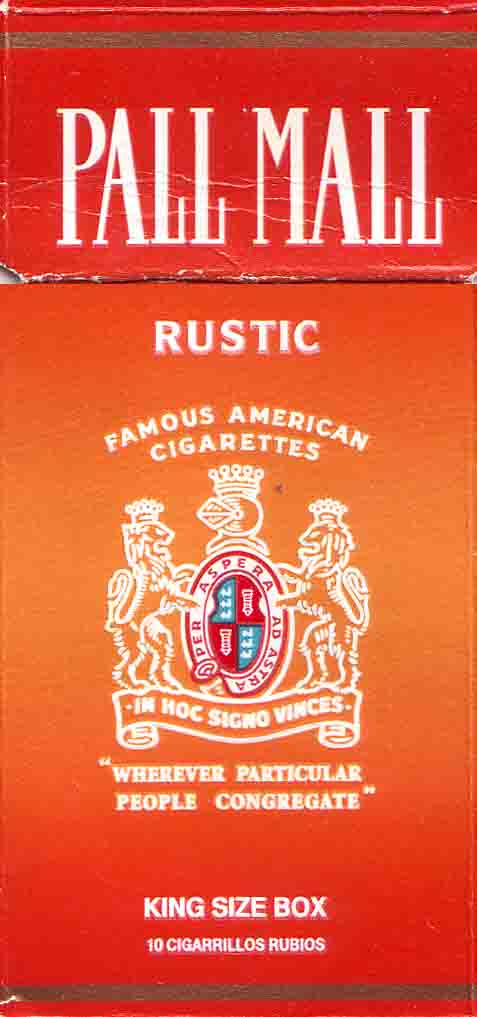 PALL MALL
RUSTIC
FAMOUS AMERICAN
CIGARETTES
PER ASPERA AD ASTRA
·IN HOC SIGNO VINCES·
"WHEREVER PARTICULAR
PEOPLE CONGREGATE"
KING SIZE BOX
10 CIGARRILLOS RUBIOS